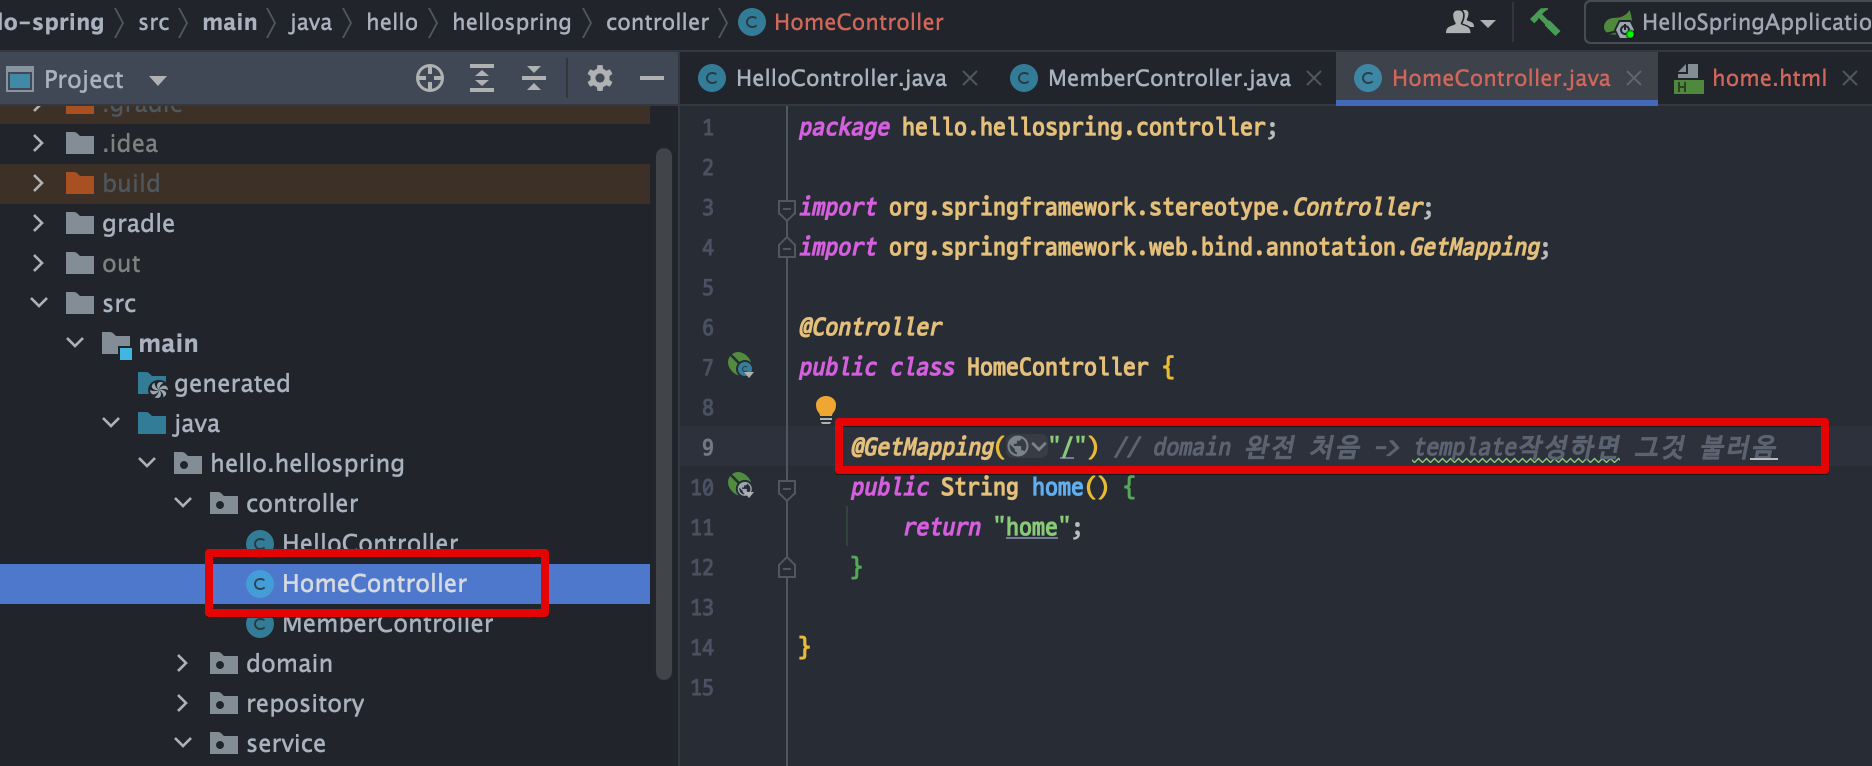 lo-spring src main java hello hellospring controller HomeController HelloSpringApplicatio
Project
.gradle
.idea
build
gradle
out
src
main
generated
java
hello.hellospring
controller
HelloController
HomeController
MemberController
domain
repository
service
HelloController.java MemberController.java HomeController.java home.html
1 package hello.hellospring.controller;
2
3 import org.springframework.stereotype.Controller;
4 import org.springframework.web.bind.annotation.GetMapping;
5
6 @Controller
7 public class HomeController {
8
9 @GetMapping("/") // domain 완전 처음 -> template작성하면 그것 불러옴
10 public String home() {
11 return "home";
12 }
13
14 }
15